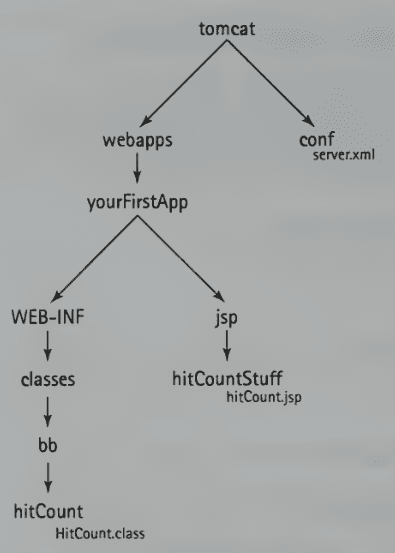 tomcat
webapps
conf
server.xml
yourFirstApp
WEB-INF
jsp
classes
hitCountStuff
hitCount.jsp
bb
hitCount
HitCount.class